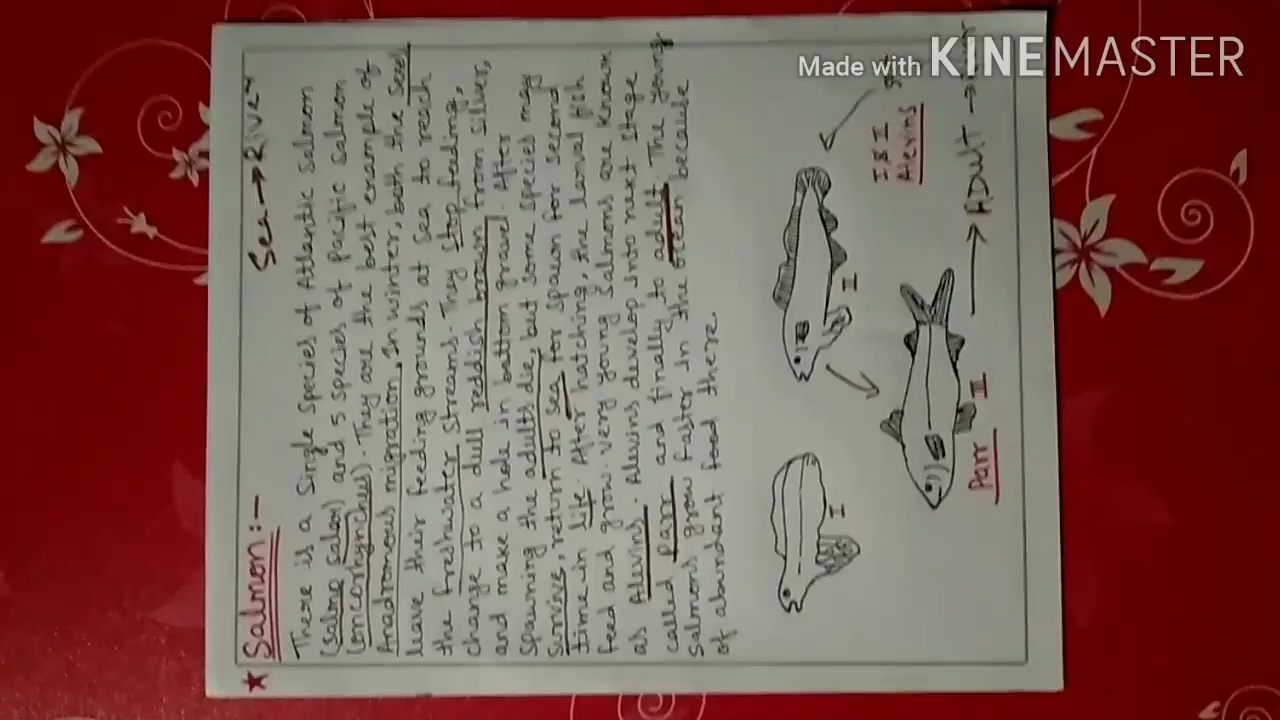 ★ Salmon :-
Sea → River
There is a Single Species of Atlantic Salmon
(Salmo Salar) and 5 species of Pacific Salmon
(oncorhynchus). They are the best example of
Anadromous migration. In winter, both the Sexes
leave their feeding grounds at sea to reach
the freshwater Streams. They stop feeding,
change to a dull reddish brown from silver,
and make a hole in bottom gravel. After
Spawning the adults die, but some species may
Survive, return to sea for spawn for second
time in life. After hatching, the larval fish
feed and grow. very young Salmons are known
as Alevins. Alevins develop into next stage
called Parr and finally to adult. The young
Salmons grow faster in the ocean because
of abundant food there.
I
II
I & II
Alevins
Parr III
→ ADULT →
Made with KINEMASTER